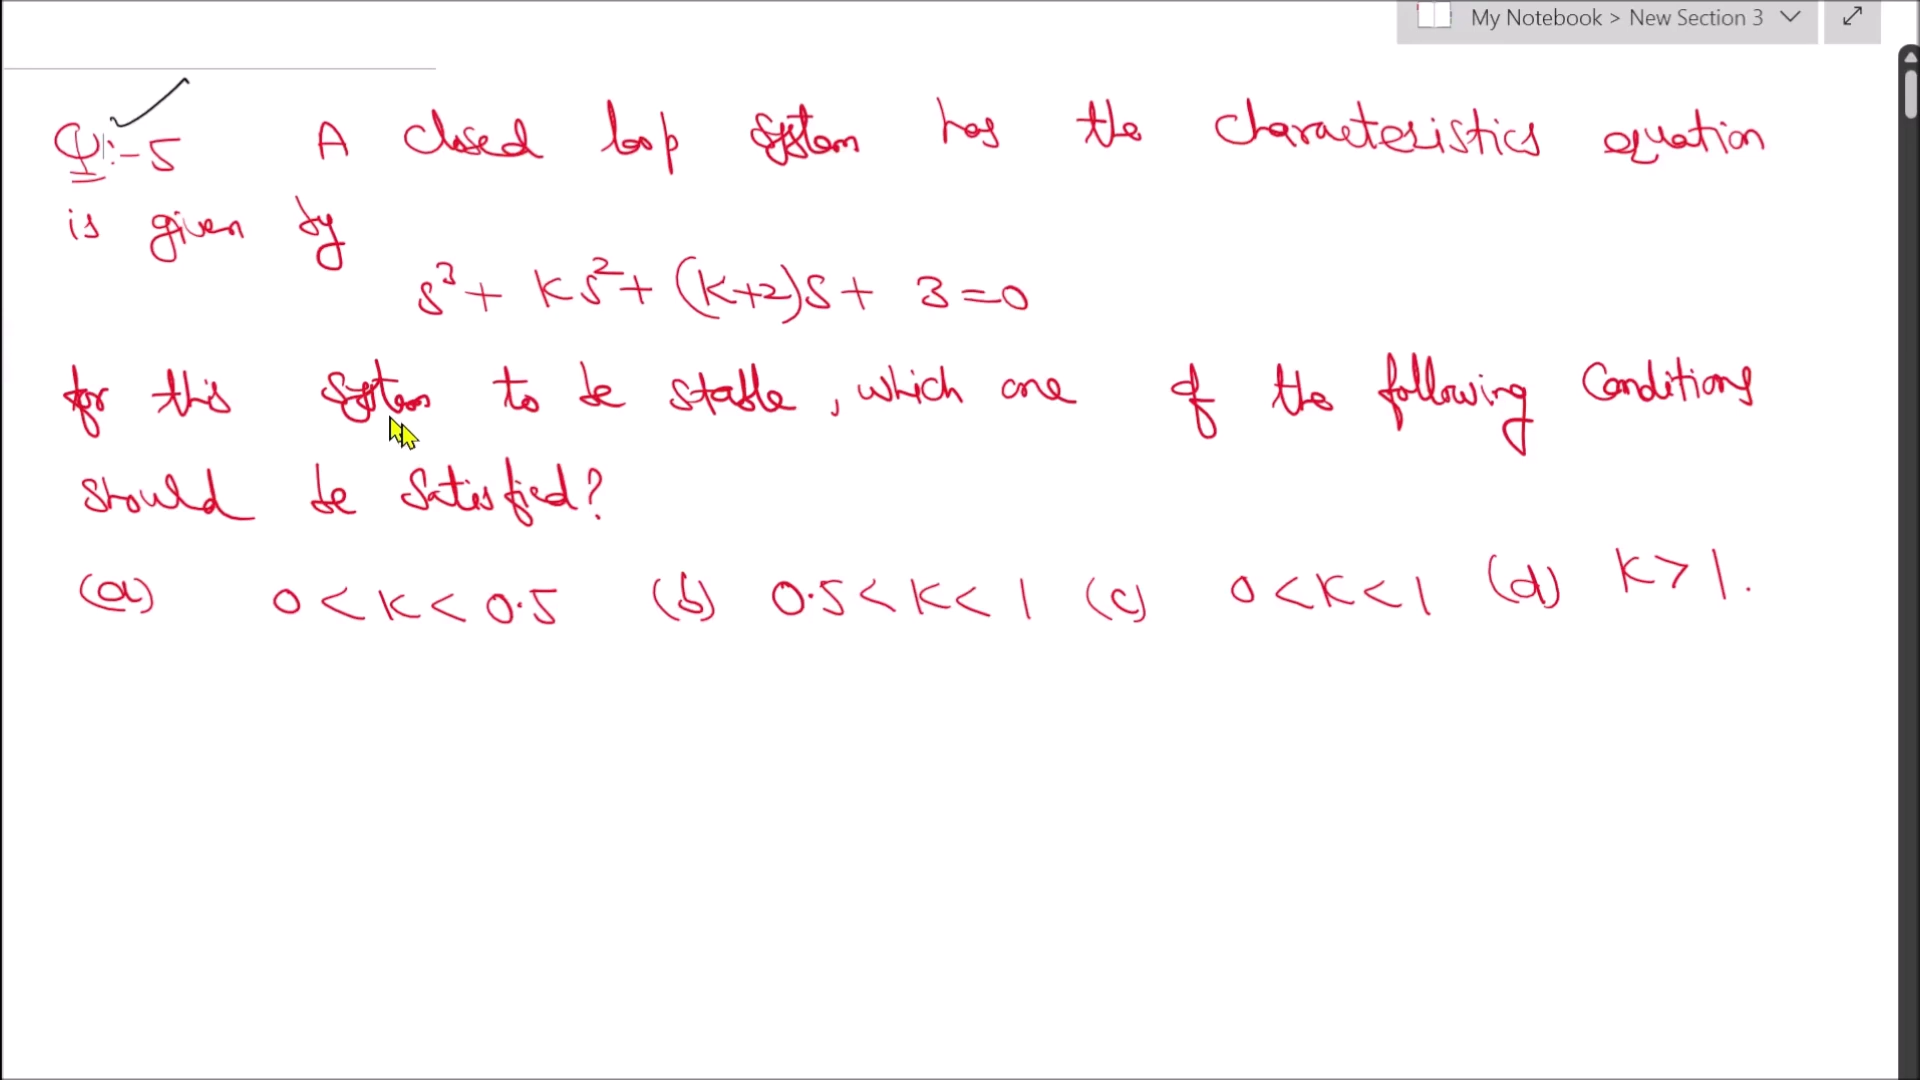 My Notebook > New Section 3
Q:-5 A closed loop system has the characteristics equation
is given by
s³ + Ks² + (K+2)s + 3 = 0
for this system to be stable, which one of the following Conditions
should be satisfied?
(a) 0 < K < 0.5 (b) 0.5 < K < 1 (c) 0 < K < 1 (d) K > 1.